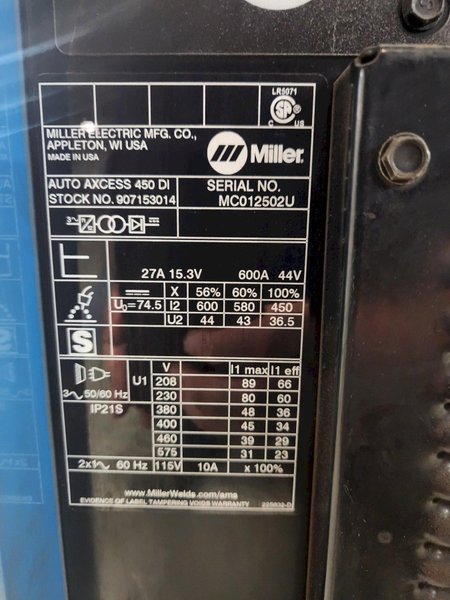 LR5071
CSA
C US
MILLER ELECTRIC MFG. CO.,
APPLETON, WI USA
MADE IN USA
Miller.
AUTO AXCESS 450 DI
STOCK NO. 907153014
SERIAL NO.
MC012502U
3~
27A 15.3V 600A 44V
X 56% 60% 100%
U0=74.5 I2 600 580 450
U2 44 43 36.5
S
V I1 max I1 eff
U1 208 89 66
3~ 50/60 Hz 230 80 60
IP21S 380 48 36
400 45 34
460 39 29
575 31 23
2x1~ 60 Hz 115V 10A x 100%
www.MillerWelds.com/ams
EVIDENCE OF LABEL TAMPERING VOIDS WARRANTY